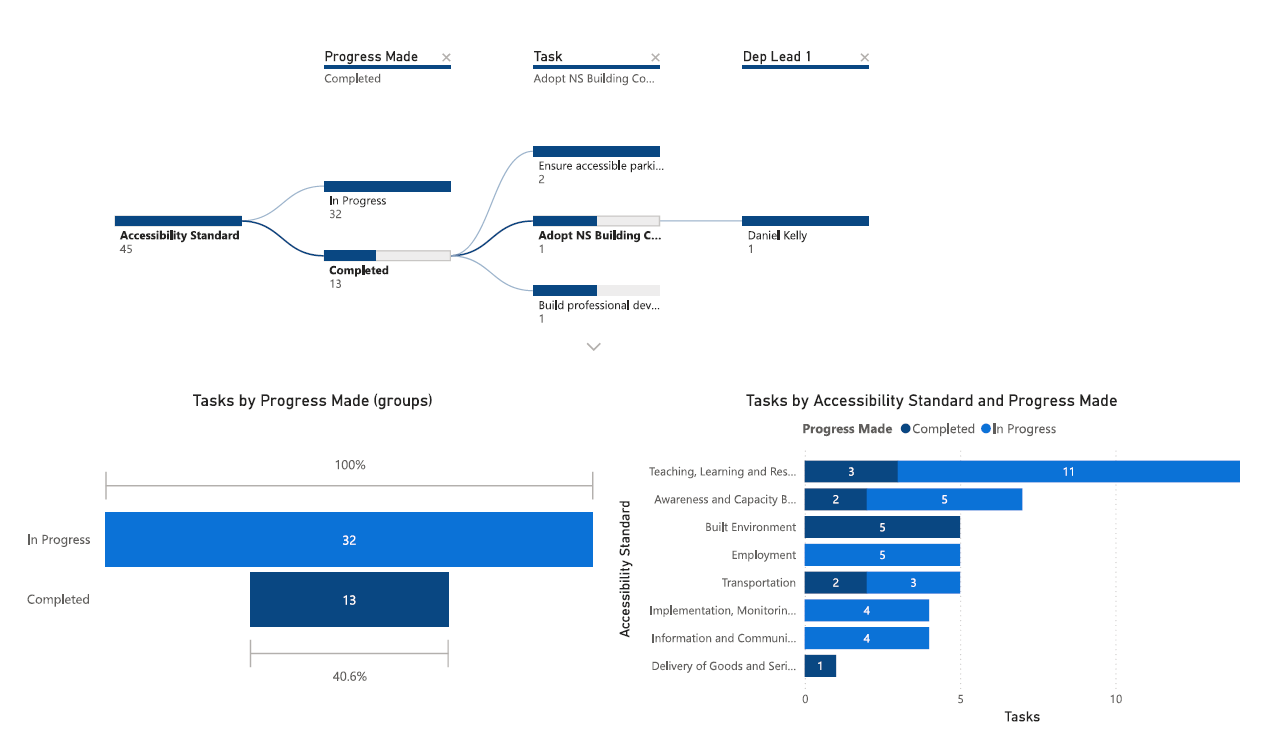 Progress Made
Completed
Task
Adopt NS Building Co...
Dep Lead 1
Ensure accessible parki...
2
In Progress
32
Accessibility Standard
45
Adopt NS Building C...
1
Daniel Kelly
1
Completed
13
Build professional dev...
1
Tasks by Progress Made (groups)
100%
In Progress
32
Completed
13
40.6%
Tasks by Accessibility Standard and Progress Made
Progress Made Completed In Progress
Accessibility Standard
Teaching, Learning and Res... 3 11
Awareness and Capacity B... 2 5
Built Environment 5
Employment 5
Transportation 2 3
Implementation, Monitorin... 4
Information and Communi... 4
Delivery of Goods and Seri... 1
0 5 10
Tasks